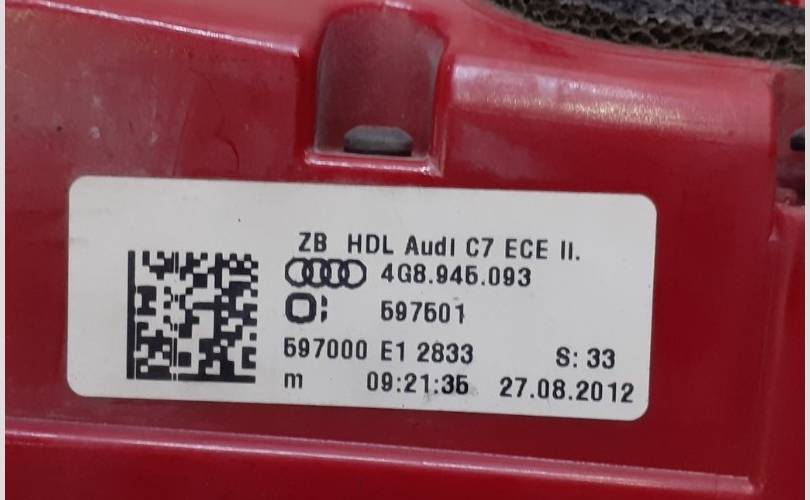 ZB HDL Audi C7 ECE li.
4G8.945.093
597501
597000 E1 2833 S: 33
m 09:21:35 27.08.2012